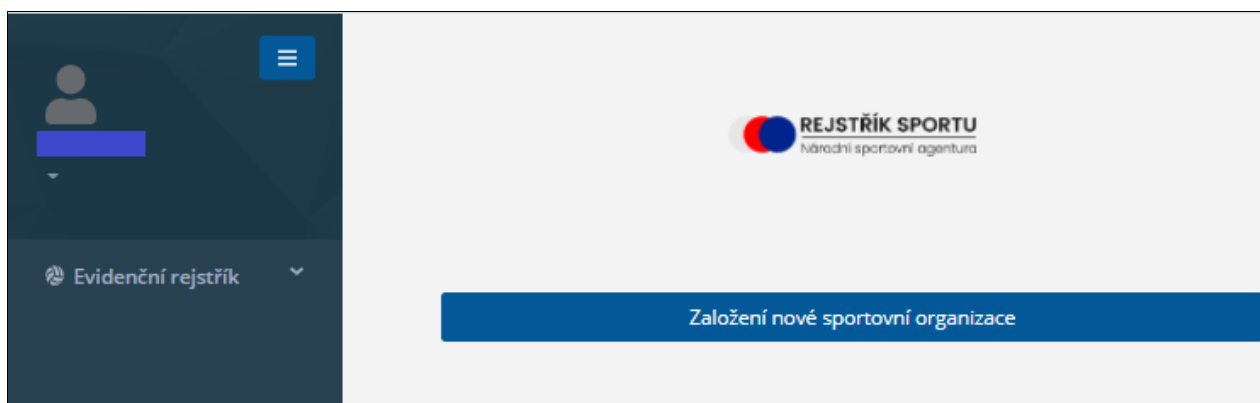 REJSTŘÍK SPORTU
Národní sportovní agentura
Evidenční rejstřík
Založení nové sportovní organizace